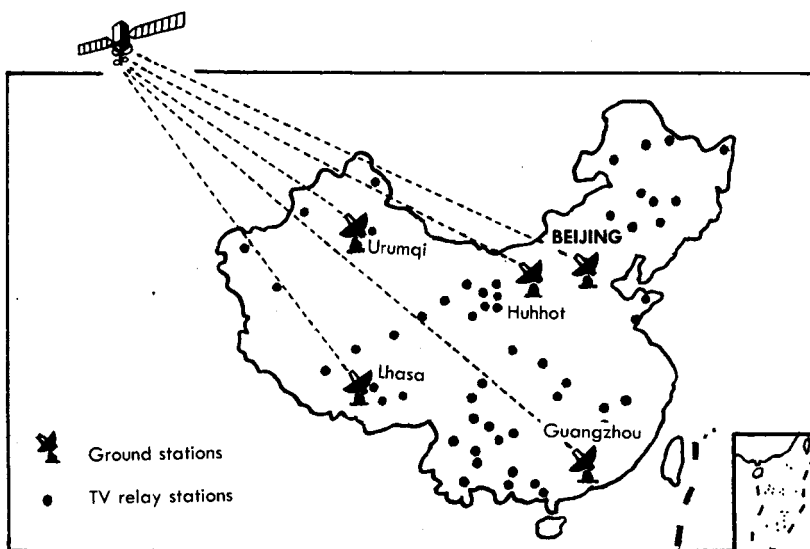 BEIJING
Urumqi
Huhhot
Lhasa
Guangzhou
Ground stations
TV relay stations